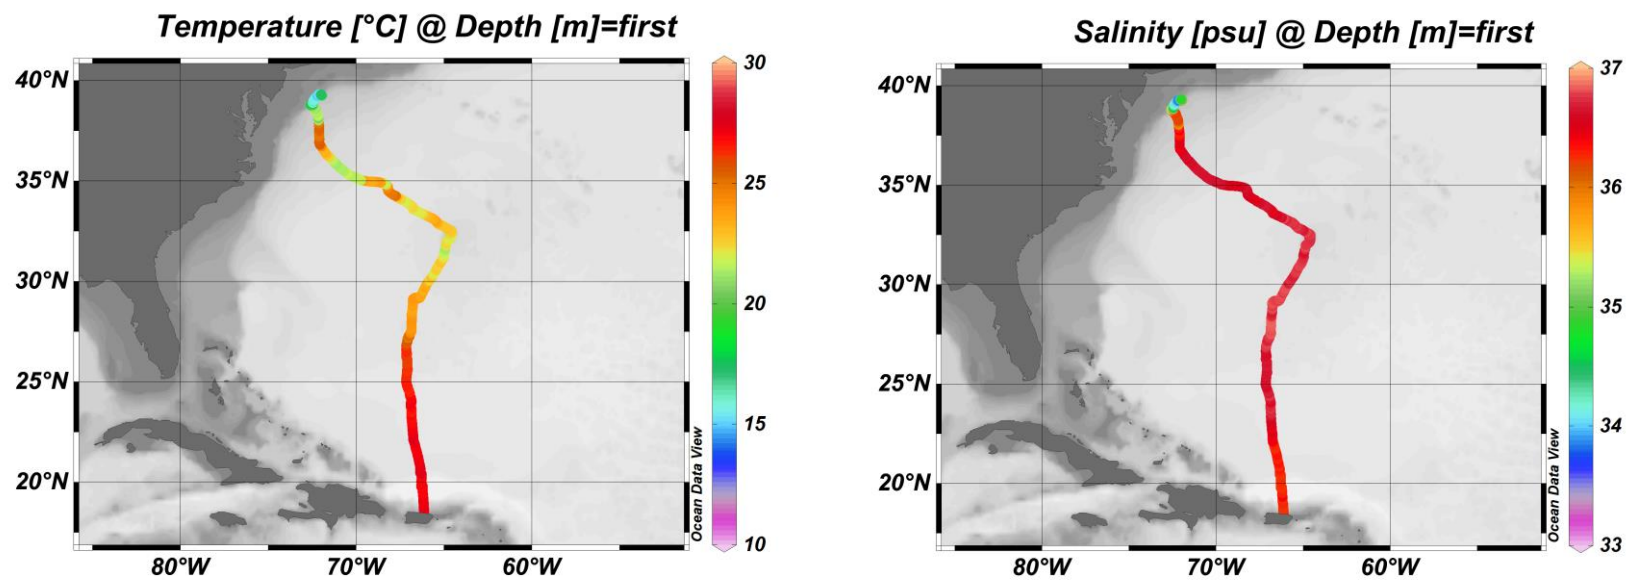 Temperature [°C] @ Depth [m]=first
40°N
35°N
30°N
25°N
20°N
80°W
70°W
60°W
Ocean Data View
30
25
20
15
10
Salinity [psu] @ Depth [m]=first
40°N
35°N
30°N
25°N
20°N
80°W
70°W
60°W
Ocean Data View
37
36
35
34
33